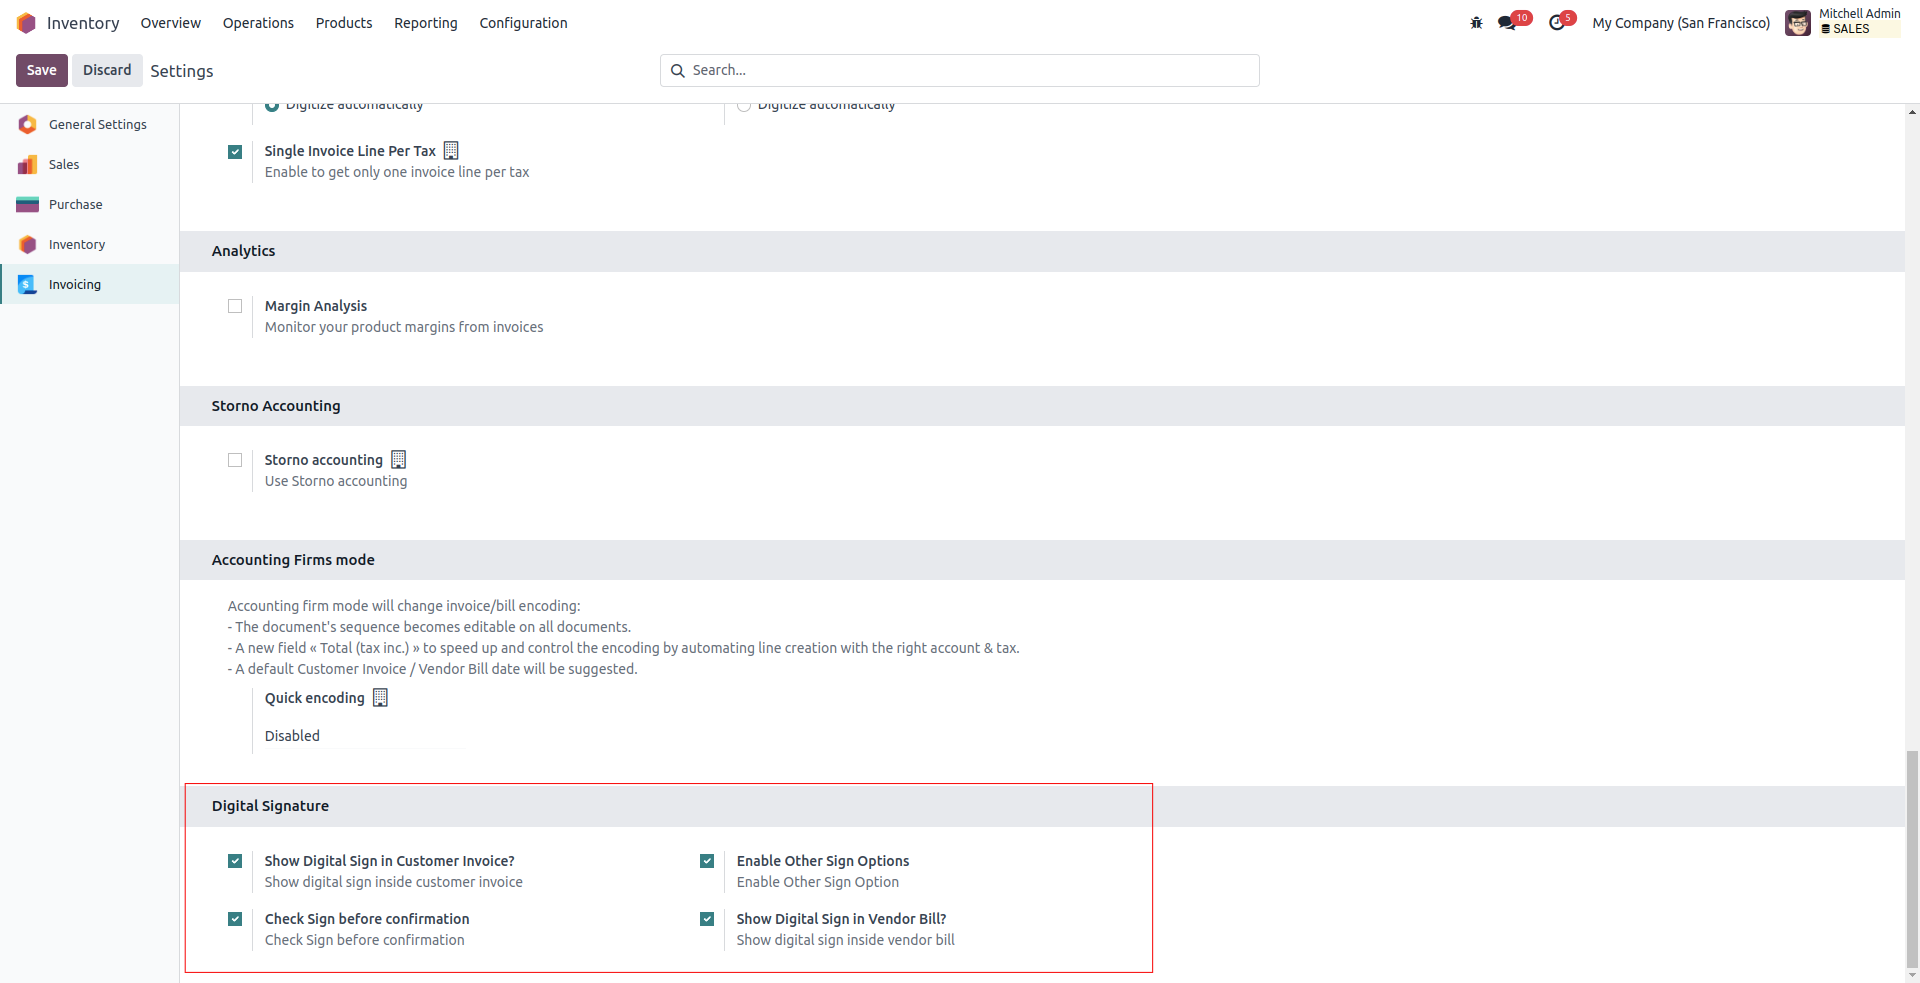 Inventory Overview Operations Products Reporting Configuration 10 5 My Company (San Francisco) Mitchell Admin
SALES
Save Discard Settings Search...
General Settings
Sales
Purchase
Inventory
Invoicing
Digitize automatically Digitize automatically
Single Invoice Line Per Tax
Enable to get only one invoice line per tax
Analytics
Margin Analysis
Monitor your product margins from invoices
Storno Accounting
Storno accounting
Use Storno accounting
Accounting Firms mode
Accounting firm mode will change invoice/bill encoding:
- The document's sequence becomes editable on all documents.
- A new field « Total (tax inc.) » to speed up and control the encoding by automating line creation with the right account & tax.
- A default Customer Invoice / Vendor Bill date will be suggested.
Quick encoding
Disabled
Digital Signature
Show Digital Sign in Customer Invoice? Enable Other Sign Options
Show digital sign inside customer invoice Enable Other Sign Option
Check Sign before confirmation Show Digital Sign in Vendor Bill?
Check Sign before confirmation Show digital sign inside vendor bill